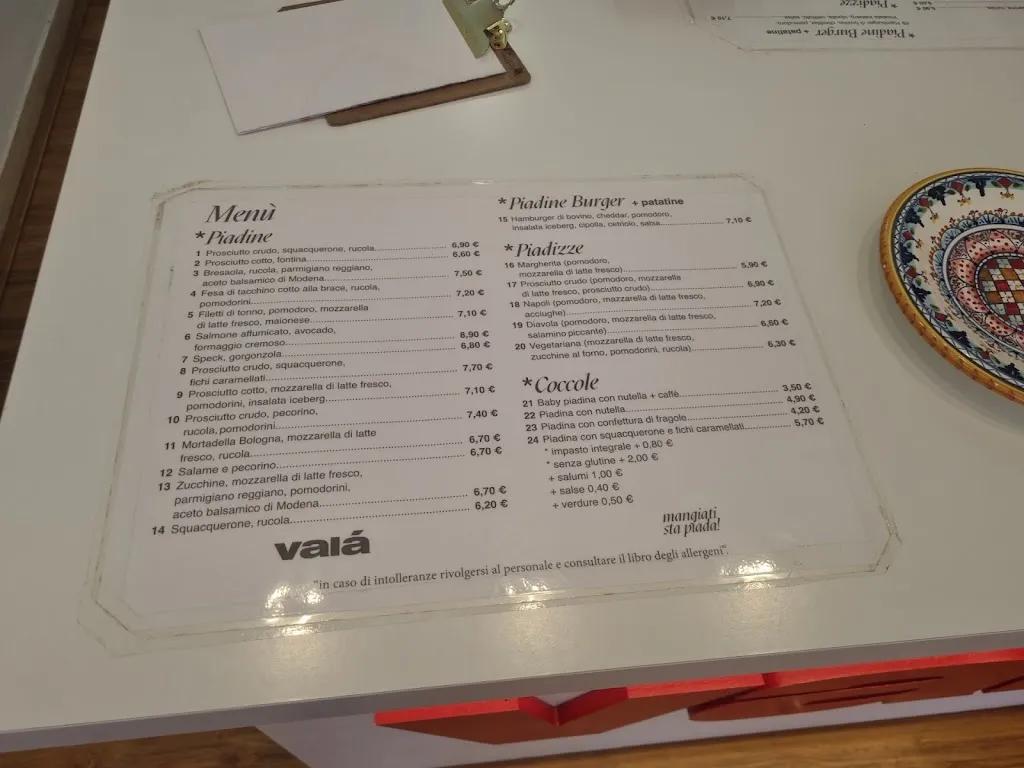 Menù
*Piadine
1 Prosciutto crudo, squacquerone, rucola 6,90 €
2 Prosciutto cotto, fontina 6,60 €
3 Bresaola, rucola, parmigiano reggiano,
aceto balsamico di Modena 7,50 €
4 Fesa di tacchino cotto alla brace, rucola,
pomodorini 7,20 €
5 Filetti di tonno, pomodoro, mozzarella
di latte fresco, maionese 7,10 €
6 Salmone affumicato, avocado,
formaggio cremoso 8,90 €
7 Speck, gorgonzola 6,80 €
8 Prosciutto crudo, squacquerone,
fichi caramellati 7,70 €
9 Prosciutto cotto, mozzarella di latte fresco,
pomodorini, insalata iceberg 7,10 €
10 Prosciutto crudo, pecorino,
rucola, pomodorini 7,40 €
11 Mortadella Bologna, mozzarella di latte
fresco, rucola 6,70 €
12 Salame e pecorino 6,70 €
13 Zucchine, mozzarella di latte fresco,
parmigiano reggiano, pomodorini,
aceto balsamico di Modena 6,70 €
14 Squacquerone, rucola 6,20 €
*Piadine Burger + patatine
15 Hamburger di bovino, cheddar, pomodoro,
insalata iceberg, cipolla, cetriolo, salsa 7,10 €
*Piadizze
16 Margherita (pomodoro,
mozzarella di latte fresco) 5,90 €
17 Prosciutto crudo (pomodoro, mozzarella
di latte fresco, prosciutto crudo) 6,90 €
18 Napoli (pomodoro, mazzarella di latte fresco,
acciughe) 7,20 €
19 Diavola (pomodoro, mozzarella di latte fresco,
salamino piccante) 6,60 €
20 Vegetariana (mozzarella di latte fresco,
zucchine al torno, pomodorini, rucola) 6,30 €
*Coccole
21 Baby piadina con nutella + caffè 3,50 €
22 Piadina con nutella 4,90 €
23 Piadina con confettura di fragole 4,20 €
24 Piadina con squacquerone e fichi caramellati 5,70 €
* impasto integrale + 0,80 €
* senza glutine + 2,00 €
+ salumi 1,00 €
+ salse 0,40 €
+ verdure 0,50 €
valá
mangiati
sta piada!
"in caso di intolleranze rivolgersi al personale e consultare il libro degli allergeni".
*Piadine Burger + patatine
7,10 €
*Piadizze